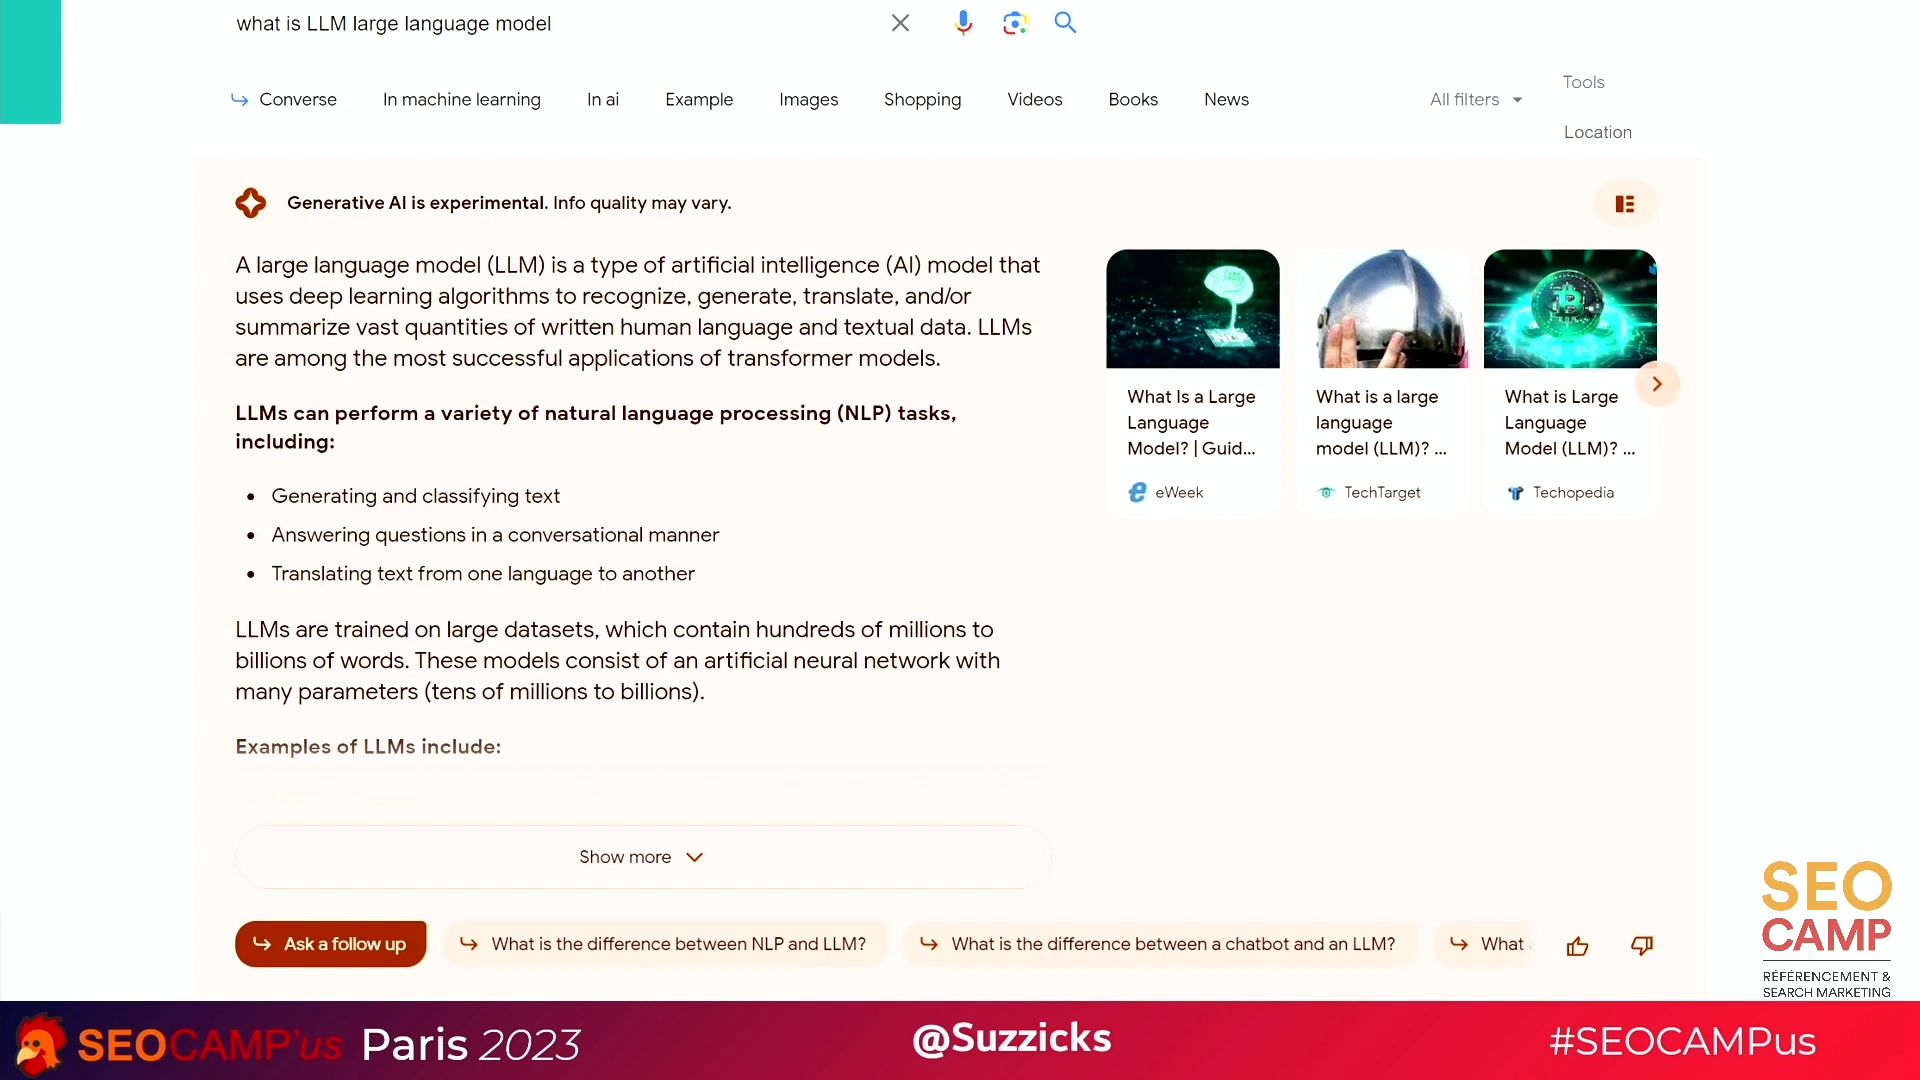 what is LLM large language model
Converse
In machine learning
In ai
Example
Images
Shopping
Videos
Books
News
All filters
Tools
Location
Generative AI is experimental. Info quality may vary.
A large language model (LLM) is a type of artificial intelligence (AI) model that
uses deep learning algorithms to recognize, generate, translate, and/or
summarize vast quantities of written human language and textual data. LLMs
are among the most successful applications of transformer models.
LLMs can perform a variety of natural language processing (NLP) tasks,
including:
• Generating and classifying text
• Answering questions in a conversational manner
• Translating text from one language to another
LLMs are trained on large datasets, which contain hundreds of millions to
billions of words. These models consist of an artificial neural network with
many parameters (tens of millions to billions).
Examples of LLMs include:
Show more
NLP
What Is a Large
Language
Model? | Guid...
eWeek
What is a large
language
model (LLM)? ...
TechTarget
What is Large
Language
Model (LLM)? ...
Techopedia
Ask a follow up
What is the difference between NLP and LLM?
What is the difference between a chatbot and an LLM?
What
SEO
CAMP
RÉFÉRENCEMENT &
SEARCH MARKETING
SEOCAMP'us Paris 2023
@Suzzicks
#SEOCAMPus